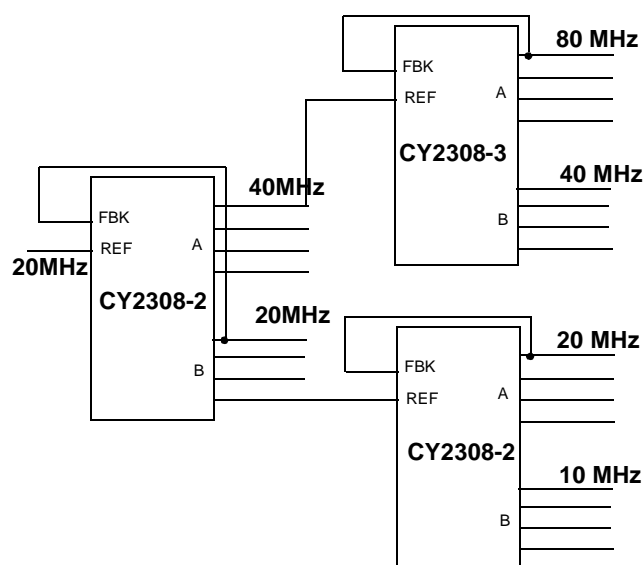 80 MHz
FBK
REF
A
CY2308-3
40 MHz
B
40MHz
FBK
REF
A
20MHz
CY2308-2
20MHz
B
20 MHz
FBK
REF
A
CY2308-2
10 MHz
B